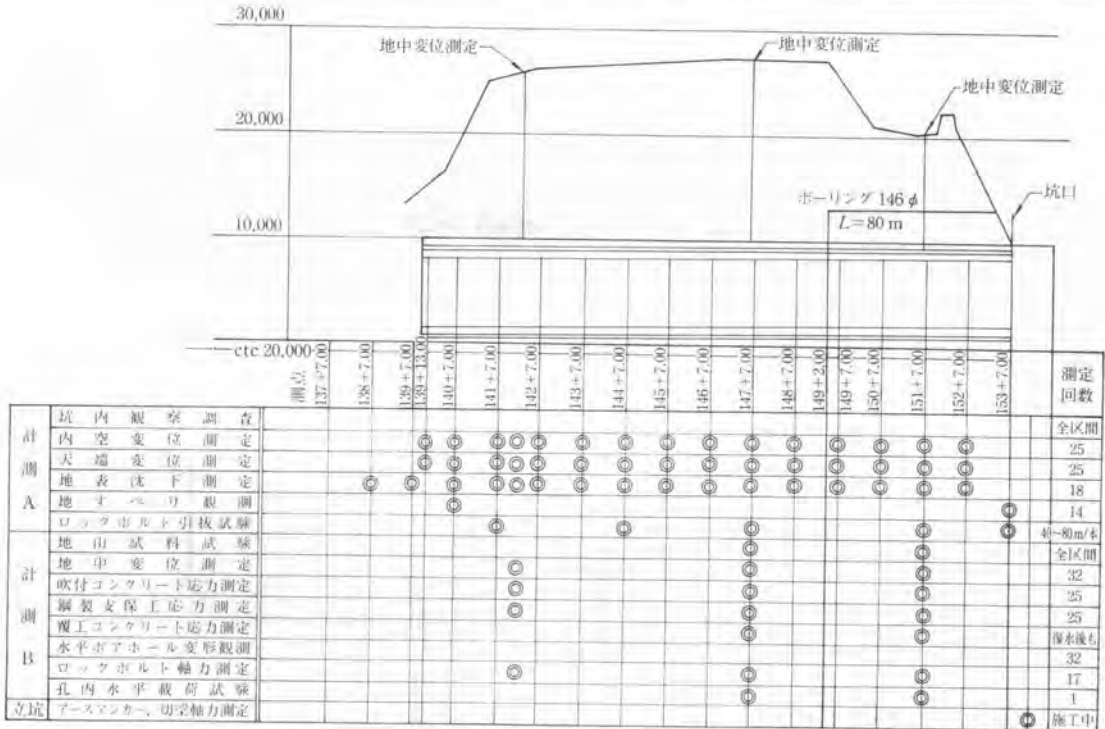 30,000
地中変位測定
地中変位測定
地中変位測定
20,000
ボーリング 146φ
L=80 m
坑口
10,000
ctc 20,000
測点
137+7.00
138+7.00
139+7.00
139+13.00
140+7.00
141+7.00
142+7.00
143+7.00
144+7.00
145+7.00
146+7.00
147+7.00
148+7.00
149+2.00
149+7.00
150+7.00
151+7.00
152+7.00
153+7.00
測定
回数
計測A
坑内観察調査 全区間
内空変位測定 25
天端変位測定 25
地表沈下測定 18
地すべり観測 14
ロックボルト引抜試験 40~80m/本
計測B
地山試料試験 全区間
地中変位測定 32
吹付コンクリート応力測定 25
鋼製支保工応力測定 25
覆工コンクリート応力測定 復水後も
水平ボアホール変形観測 32
ロックボルト軸力測定 17
孔内水平載荷試験 1
立坑 アースアンカー、切梁軸力測定 施工中